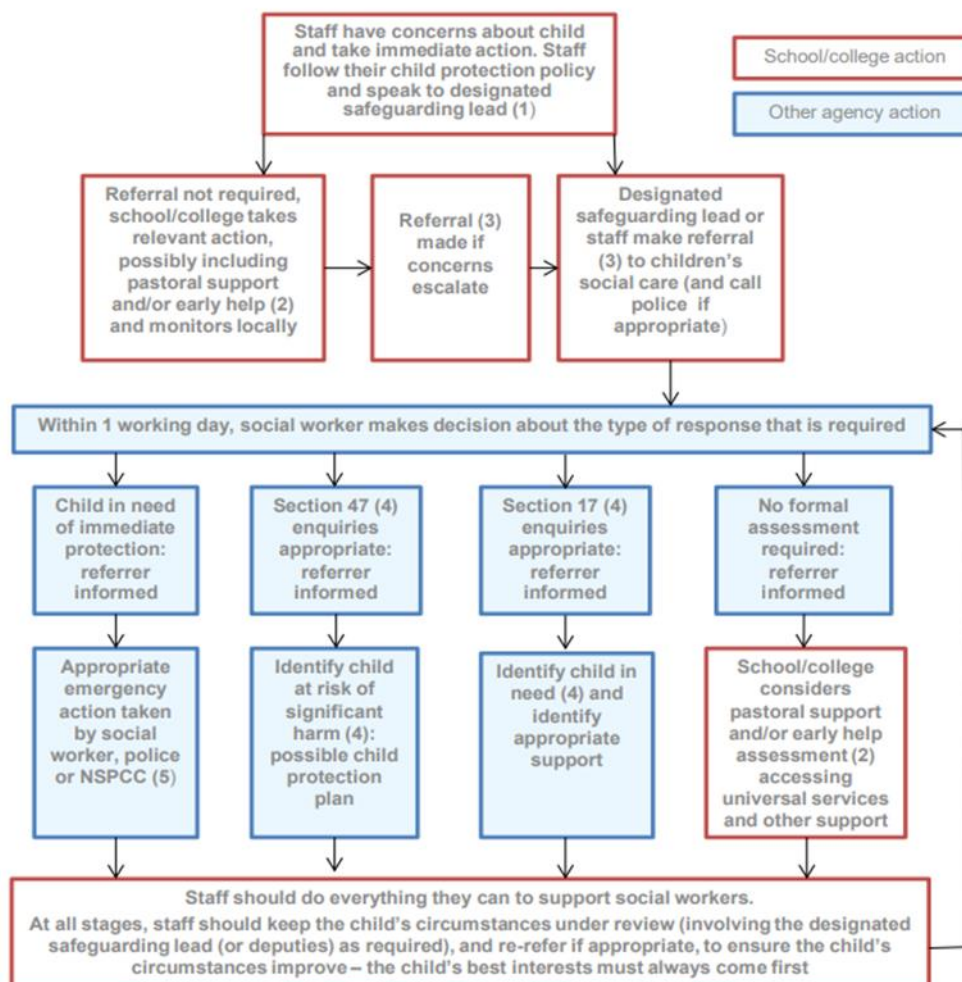 Staff have concerns about child
and take immediate action. Staff
follow their child protection policy
and speak to designated
safeguarding lead (1)
School/college action
Other agency action
Referral not required,
school/college takes
relevant action,
possibly including
pastoral support
and/or early help (2)
and monitors locally
Referral (3)
made if
concerns
escalate
Designated
safeguarding lead or
staff make referral
(3) to children's
social care (and call
police if
appropriate)
Within 1 working day, social worker makes decision about the type of response that is required
Child in need
of immediate
protection:
referrer
informed
Section 47 (4)
enquiries
appropriate:
referrer
informed
Section 17 (4)
enquiries
appropriate:
referrer
informed
No formal
assessment
required:
referrer
informed
Appropriate
emergency
action taken
by social
worker, police
or NSPCC (5)
Identify child
at risk of
significant
harm (4):
possible child
protection
plan
Identify child in
need (4) and
identify
appropriate
support
School/college
considers
pastoral support
and/or early help
assessment (2)
accessing
universal services
and other support
Staff should do everything they can to support social workers.
At all stages, staff should keep the child's circumstances under review (involving the designated
safeguarding lead (or deputies) as required), and re-refer if appropriate, to ensure the child's
circumstances improve – the child's best interests must always come first